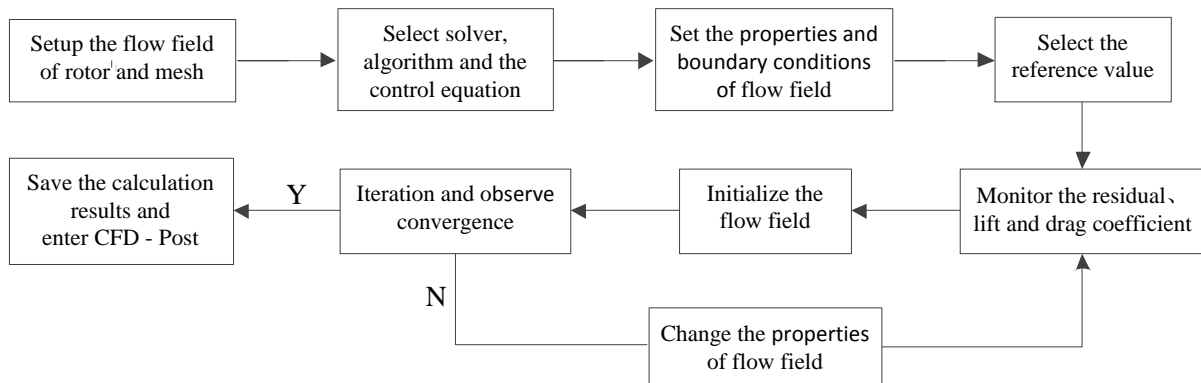 Setup the flow field
of rotor and mesh
Select solver,
algorithm and the
control equation
Set the properties and
boundary conditions
of flow field
Select the
reference value
Monitor the residual、
lift and drag coefficient
Initialize the
flow field
Iteration and observe
convergence
Y
Save the calculation
results and
enter CFD - Post
N
Change the properties
of flow field